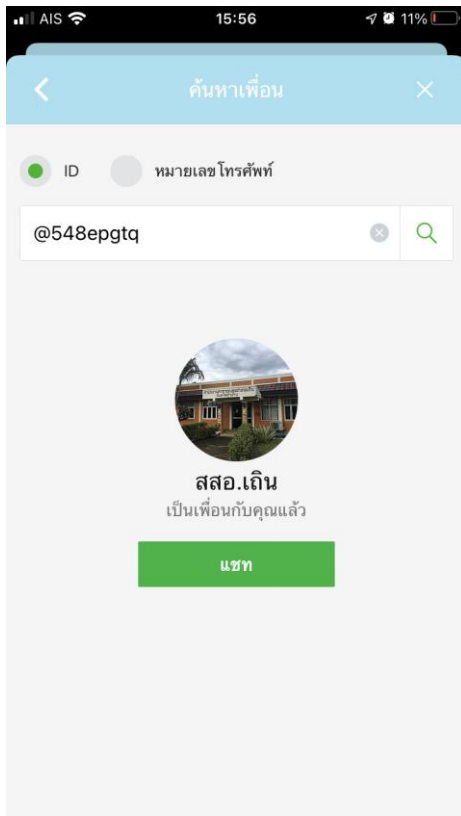 AIS 15:56 11%
ค้นหาเพื่อน
ID หมายเลขโทรศัพท์
@548epgtq
สสอ.เถิน
เป็นเพื่อนกับคุณแล้ว
แชท